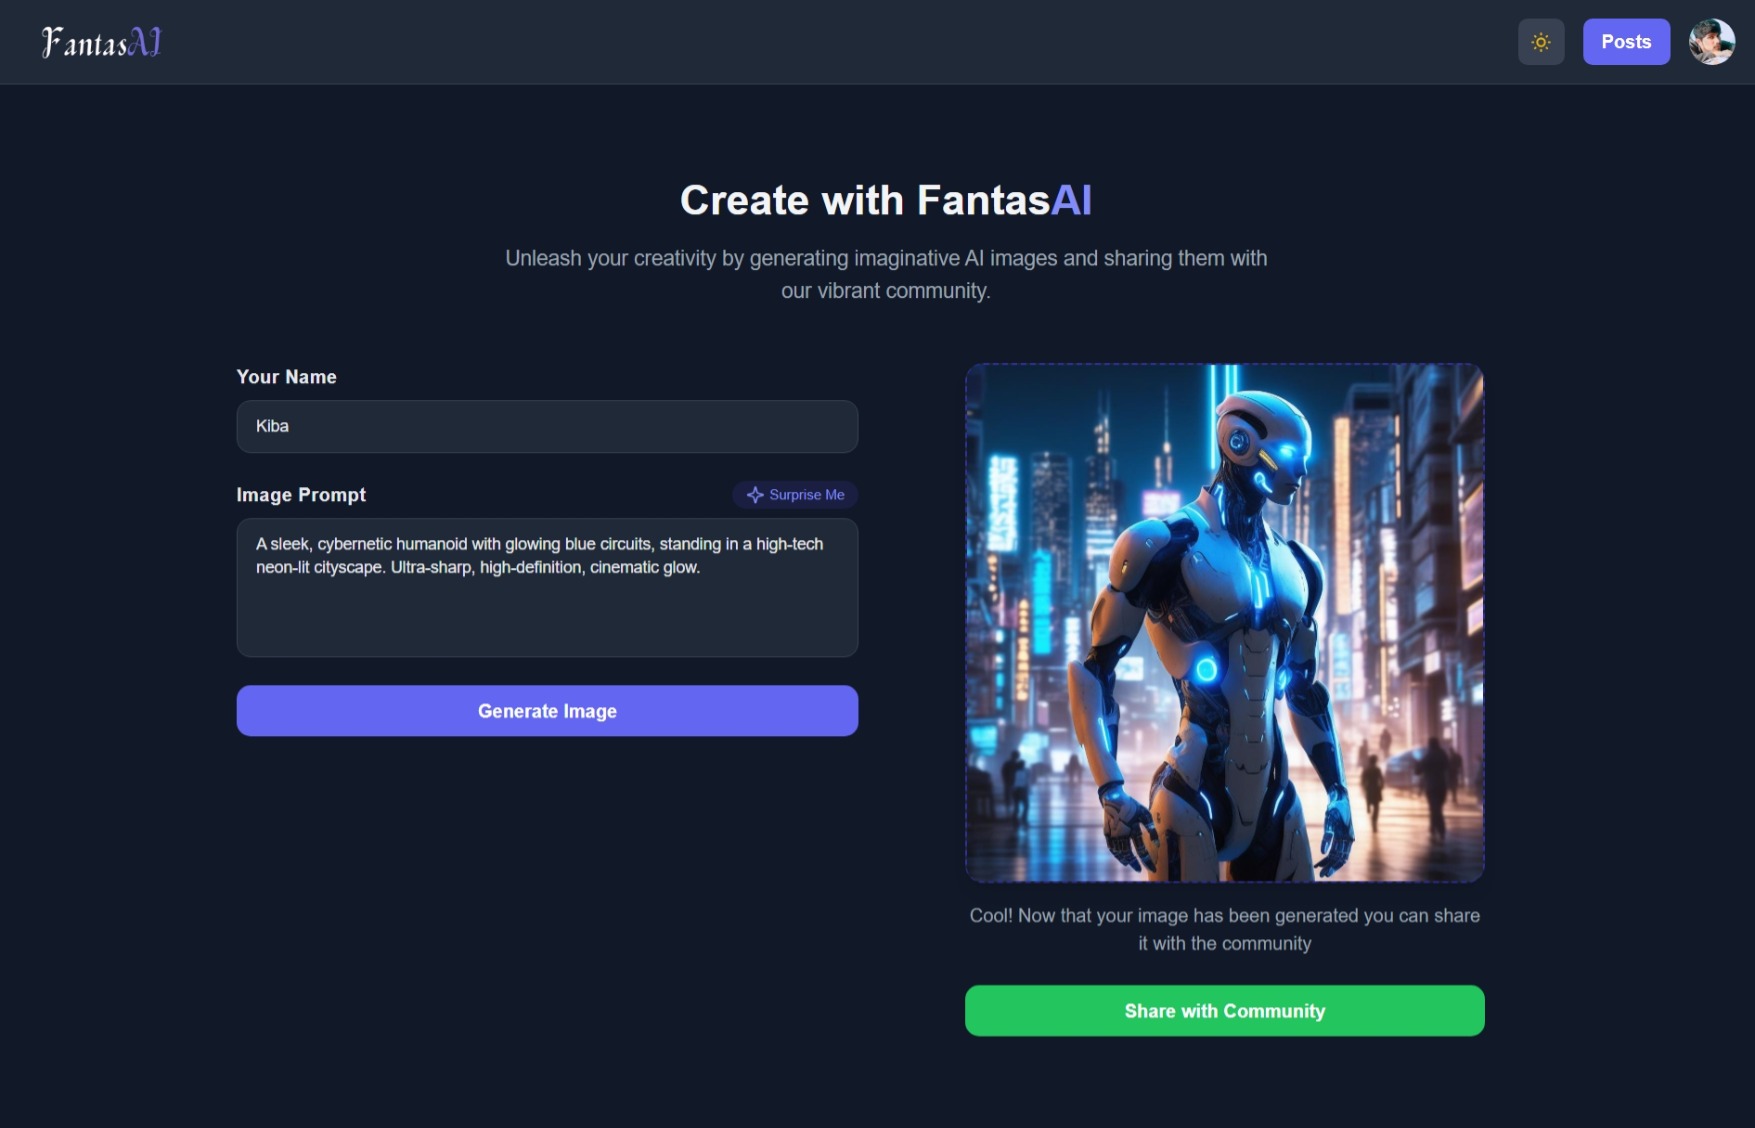 FantasAI
Posts
Create with FantasAI
Unleash your creativity by generating imaginative AI images and sharing them with
our vibrant community.
Your Name
Kiba
Image Prompt
Surprise Me
A sleek, cybernetic humanoid with glowing blue circuits, standing in a high-tech
neon-lit cityscape. Ultra-sharp, high-definition, cinematic glow.
Generate Image
Cool! Now that your image has been generated you can share
it with the community
Share with Community